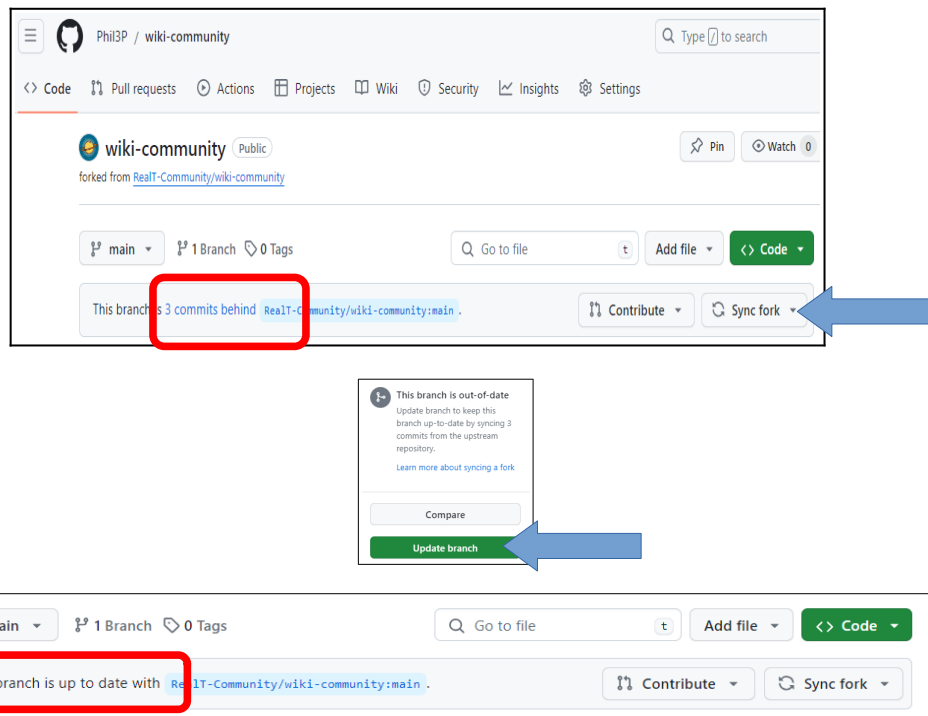 Phil3P / wiki-community
Type / to search
<> Code Pull requests Actions Projects Wiki Security Insights Settings
wiki-community Public
Pin Watch 0
forked from RealT-Community/wiki-community
main 1 Branch 0 Tags
Go to file t Add file <> Code
This branch is 3 commits behind RealT-Community/wiki-community:main .
Contribute Sync fork
This branch is out-of-date
Update branch to keep this
branch up-to-date by syncing 3
commits from the upstream
repository.
Learn more about syncing a fork
Compare
Update branch
ain 1 Branch 0 Tags
Go to file t Add file <> Code
branch is up to date with RealT-Community/wiki-community:main .
Contribute Sync fork